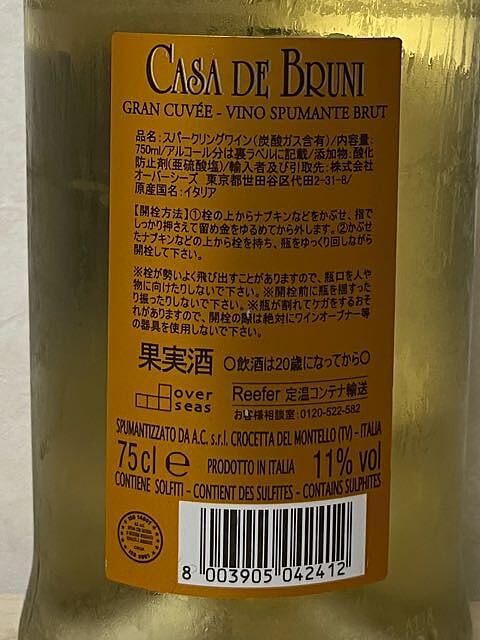 CASA DE BRUNI
GRAN CUVÉE - VINO SPUMANTE BRUT
品名:スパークリングワイン(炭酸ガス含有)/内容量:
750ml/アルコール分は裏ラベルに記載/添加物:酸化
防止剤(亜硫酸塩)/輸入者及び引取先:株式会社
オーバーシーズ 東京都世田谷区代田2-31-8/
原産国名:イタリア
【開栓方法】①栓の上からナプキンなどをかぶせ、指で
しっかり押さえて留め金をゆるめてから外します。②かぶせ
たナプキンなどの上から栓を持ち、瓶をゆっくり回しながら
開栓して下さい。
※栓が勢いよく飛び出すことがありますので、瓶口を人や
物に向けたりしないで下さい。※開栓前に瓶を揺すった
り振ったりしないで下さい。※瓶が割れてケガをするおそ
れがありますので、開栓の際は絶対にワインオープナー等
の器具を使用しないで下さい。
果実酒 〇飲酒は20歳になってから〇
over
seas
Reefer 定温コンテナ輸送
お客様相談室:0120-522-582
SPUMANTIZZATO DA A.C. s.r.l. CROCETTA DEL MONTELLO (TV) - ITALIA
75cl e PRODOTTO IN ITALIA 11% vol
CONTIENE SOLFITI - CONTIENT DES SULFITES - CONTAINS SULPHITES
8 003905 042412